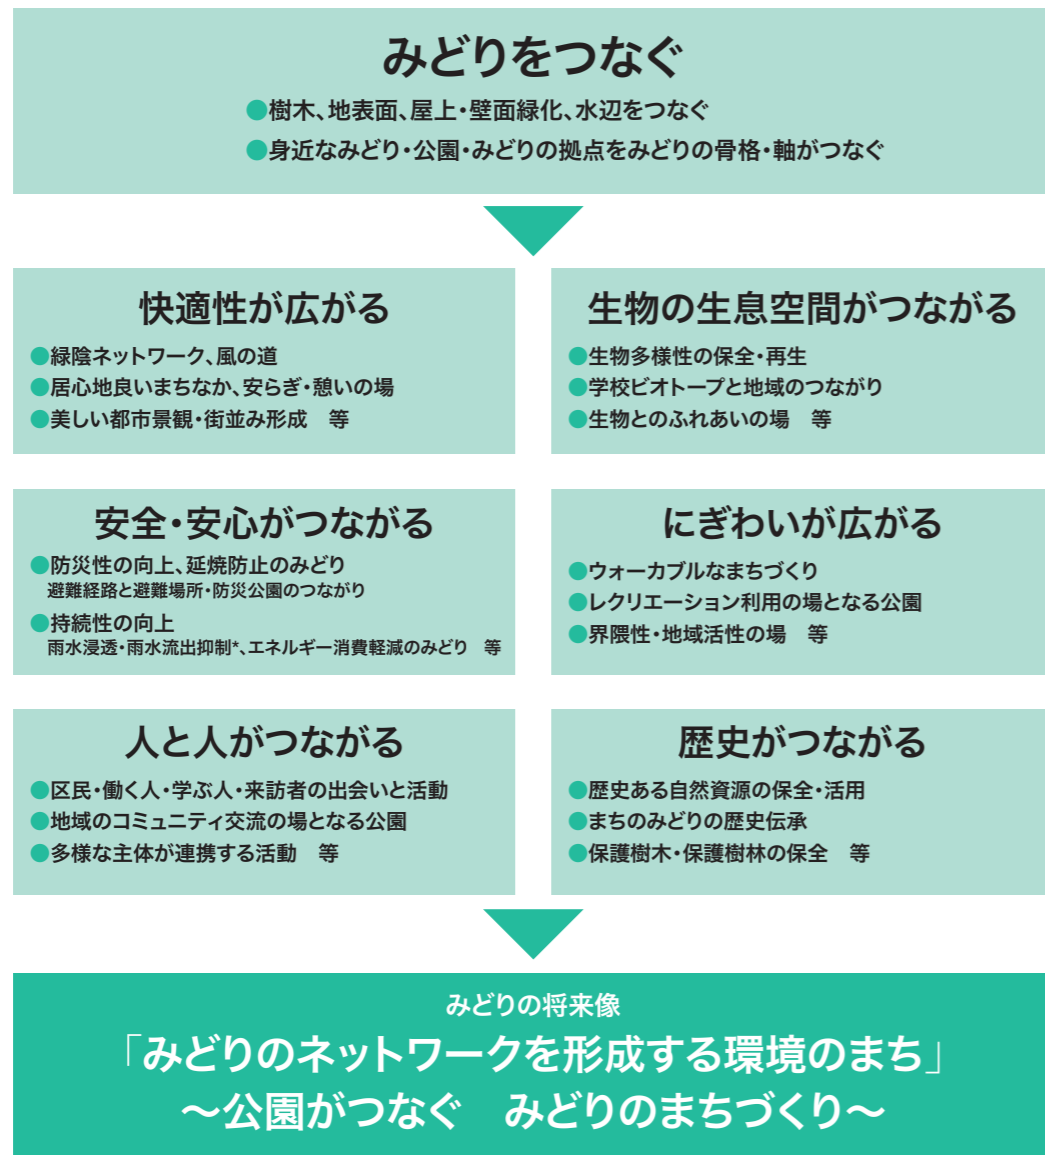 みどりをつなぐ
●樹木、地表面、屋上・壁面緑化、水辺をつなぐ
●身近なみどり・公園・みどりの拠点をみどりの骨格・軸がつなぐ
快適性が広がる
●緑陰ネットワーク、風の道
●居心地良いまちなか、安らぎ・憩いの場
●美しい都市景観・街並み形成　等
生物の生息空間がつながる
●生物多様性の保全・再生
●学校ビオトープと地域のつながり
●生物とのふれあいの場　等
安全・安心がつながる
●防災性の向上、延焼防止のみどり
避難経路と避難場所・防災公園のつながり
●持続性の向上
雨水浸透・雨水流出抑制*、エネルギー消費軽減のみどり　等
にぎわいが広がる
●ウォーカブルなまちづくり
●レクリエーション利用の場となる公園
●界隈性・地域活性の場　等
人と人がつながる
●区民・働く人・学ぶ人・来訪者の出会いと活動
●地域のコミュニティ交流の場となる公園
●多様な主体が連携する活動　等
歴史がつながる
●歴史ある自然資源の保全・活用
●まちのみどりの歴史伝承
●保護樹木・保護樹林の保全　等
みどりの将来像
「みどりのネットワークを形成する環境のまち」
～公園がつなぐ　みどりのまちづくり～